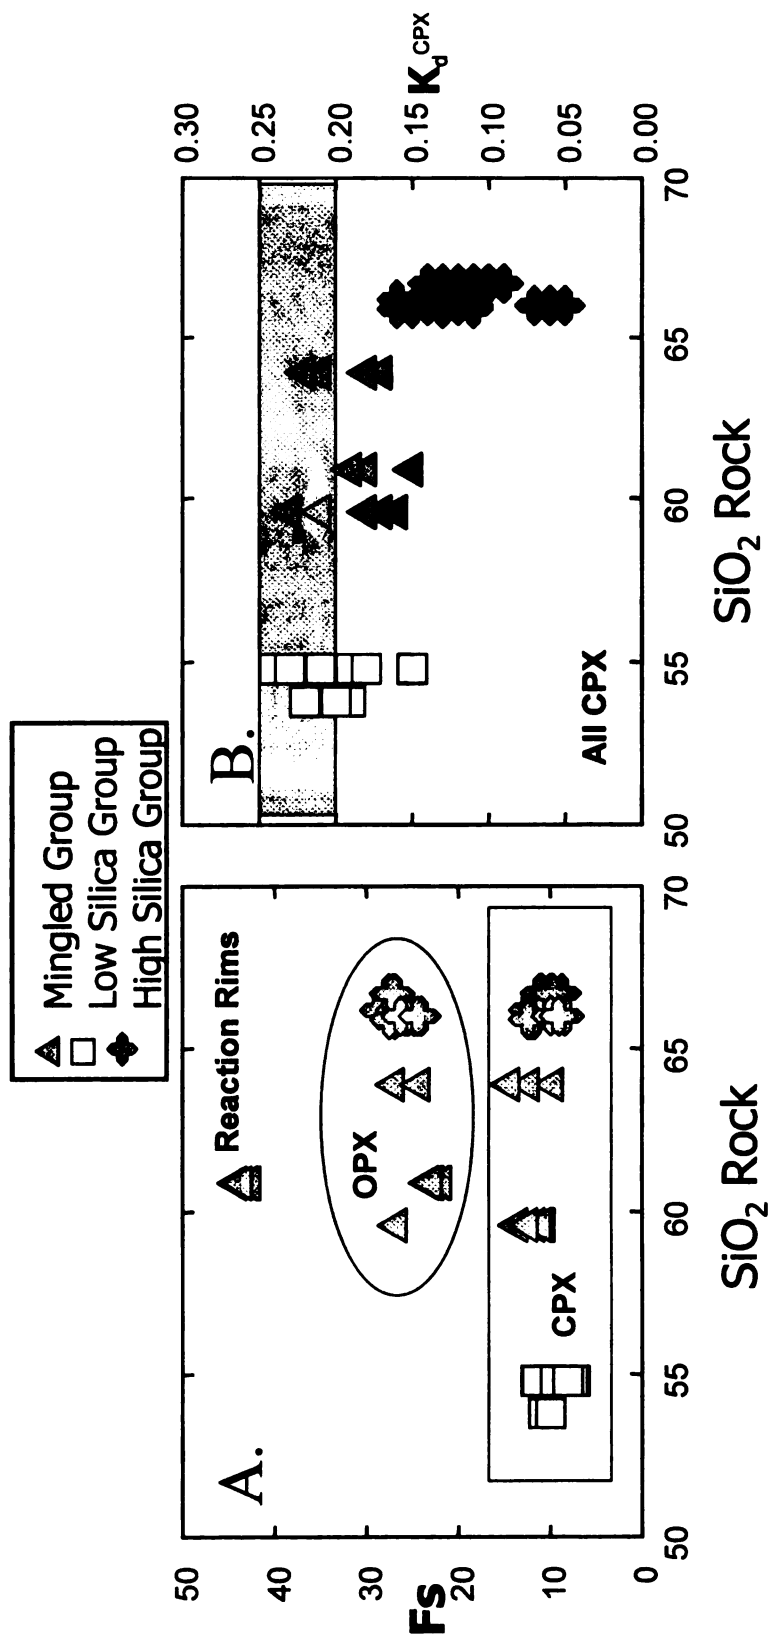 Mingled Group
Low Silica Group
High Silica Group
A.
Reaction Rims
OPX
CPX
50
40
30
20
10
0
Fs
50
55
60
65
70
SiO₂ Rock
B.
All CPX
0.30
0.25
0.20
0.15
0.10
0.05
0.00
K_d^CPX
50
55
60
65
70
SiO₂ Rock